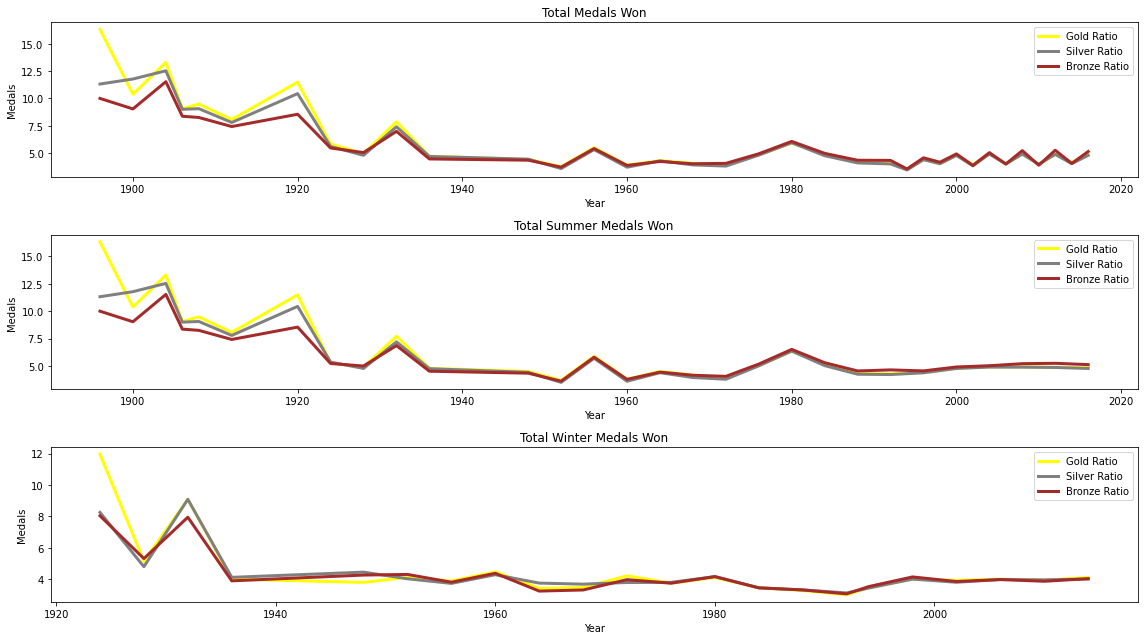 Total Medals Won
Gold Ratio
Silver Ratio
Bronze Ratio
15.0
12.5
10.0
7.5
5.0
Medals
1900 1920 1940 1960 1980 2000 2020
Year
Total Summer Medals Won
Gold Ratio
Silver Ratio
Bronze Ratio
15.0
12.5
10.0
7.5
5.0
Medals
1900 1920 1940 1960 1980 2000 2020
Year
Total Winter Medals Won
Gold Ratio
Silver Ratio
Bronze Ratio
12
10
8
6
4
Medals
1920 1940 1960 1980 2000
Year